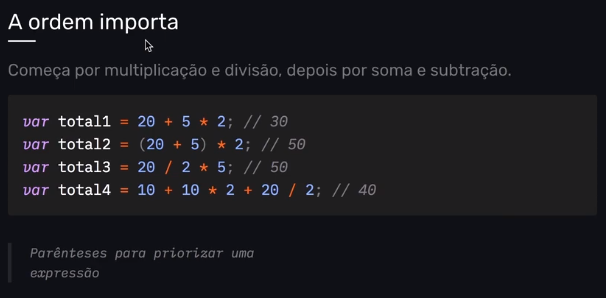 A ordem importa
Começa por multiplicação e divisão, depois por soma e subtração.
var total1 = 20 + 5 * 2; // 30
var total2 = (20 + 5) * 2; // 50
var total3 = 20 / 2 * 5; // 50
var total4 = 10 + 10 * 2 + 20 / 2; // 40
Parênteses para priorizar uma
expressão